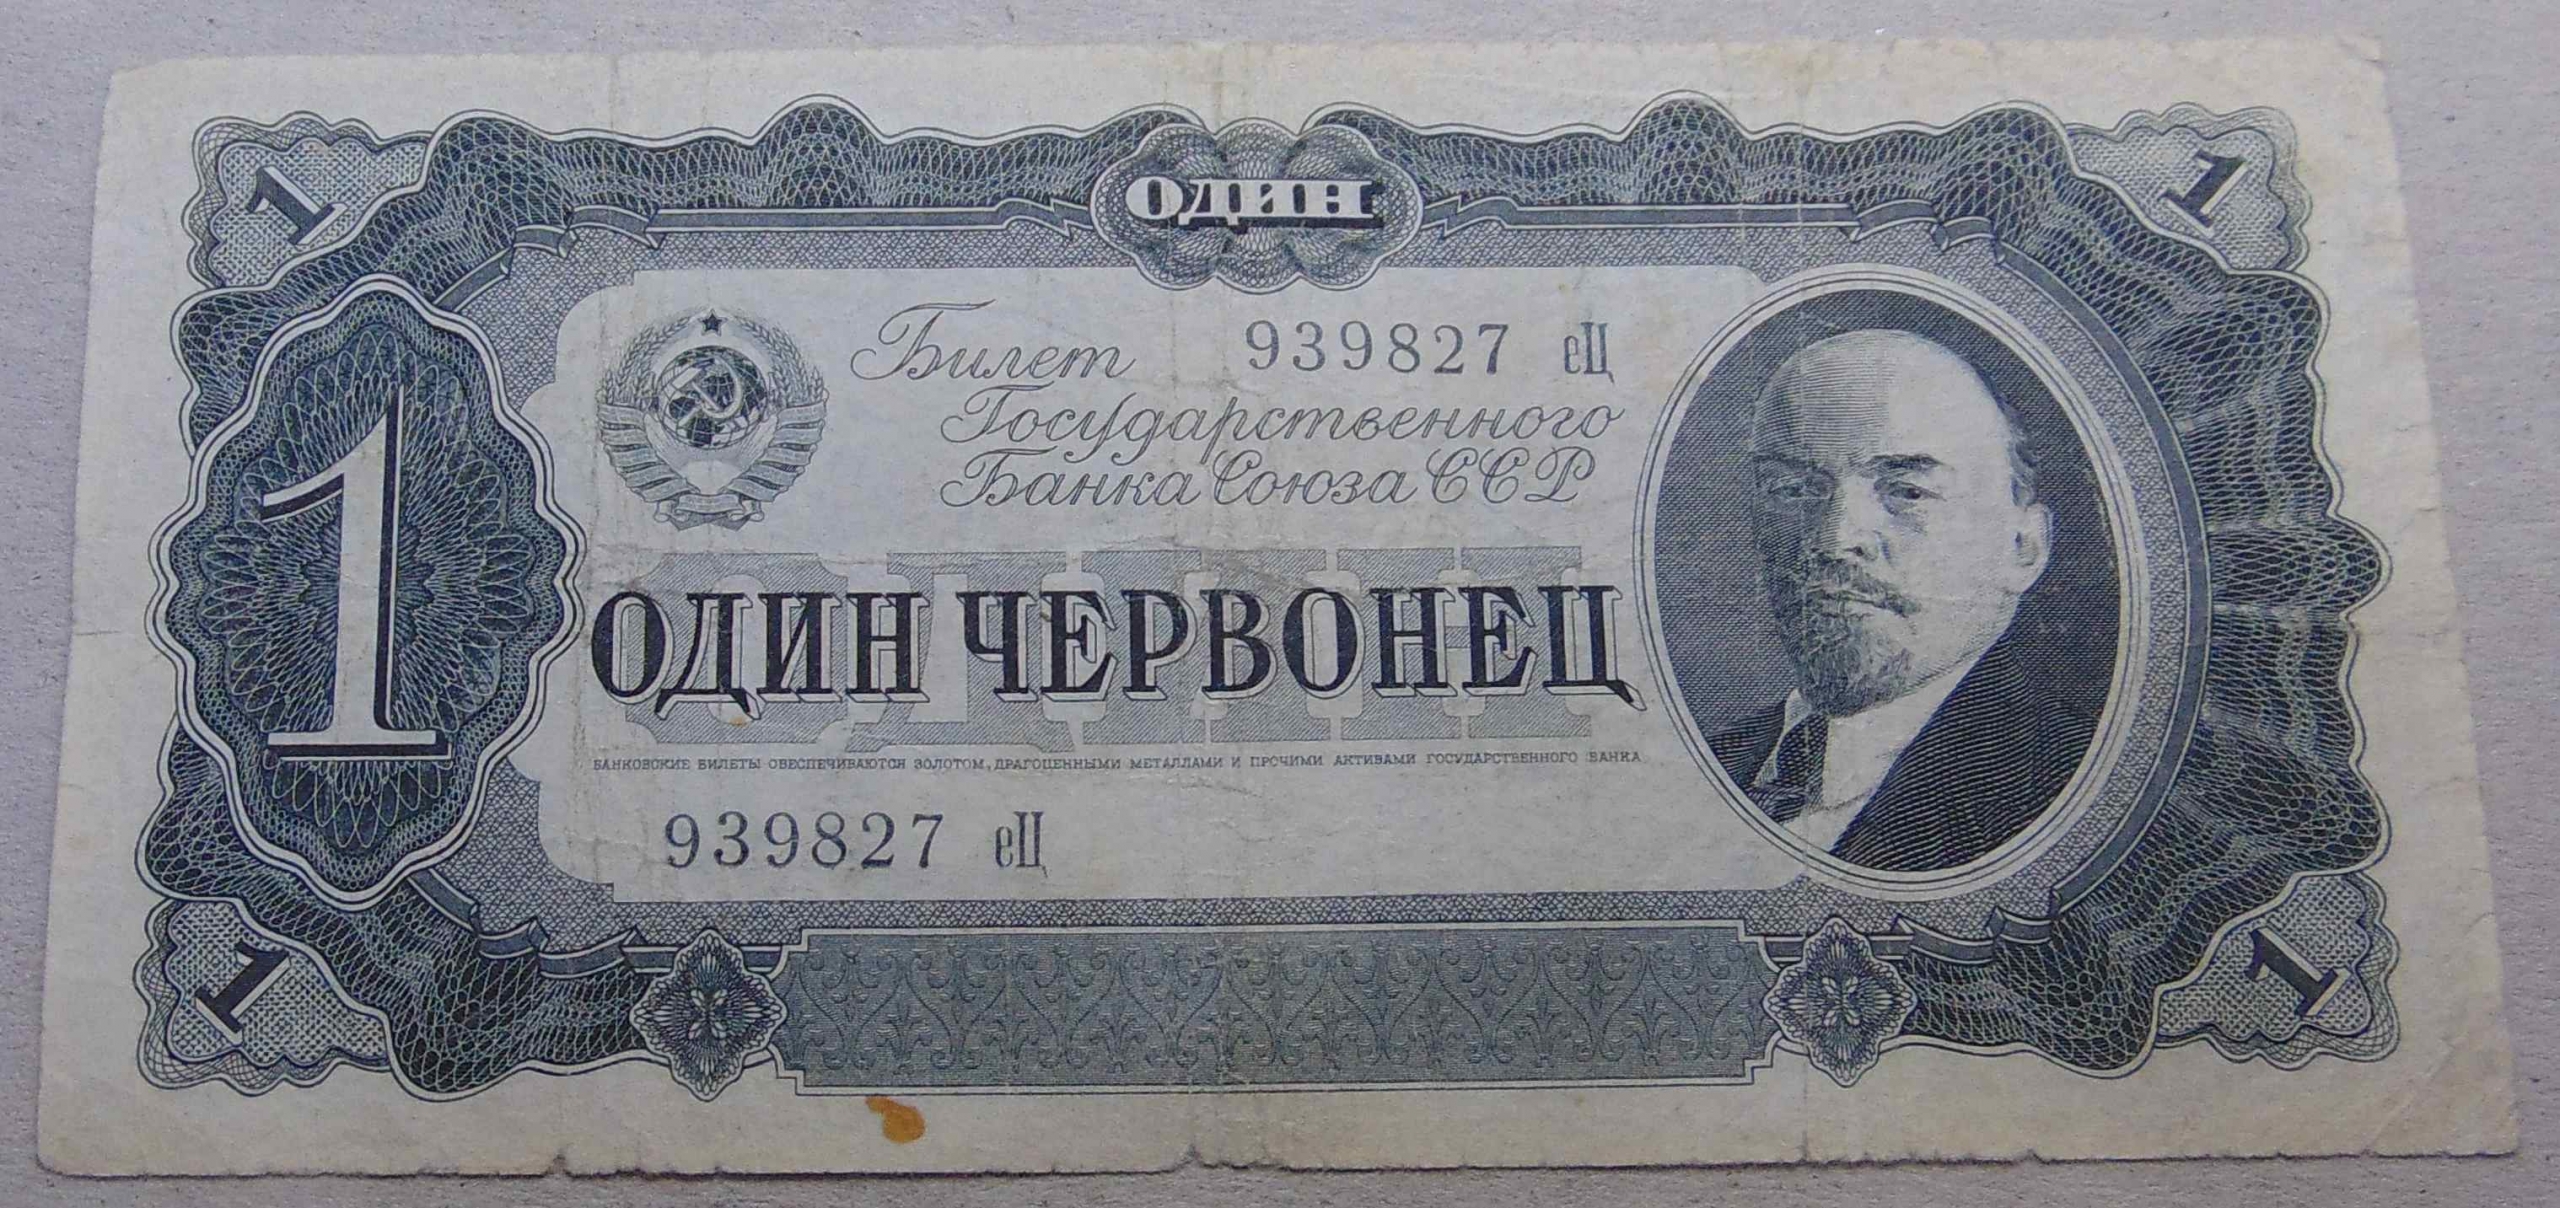 1
ОДИН
1
Билет 939827 еЦ
Государственного
Банка Союза ССР
1
ОДИН
ОДИН ЧЕРВОНЕЦ
БАНКОВСКИЕ БИЛЕТЫ ОБЕСПЕЧИВАЮТСЯ ЗОЛОТОМ, ДРАГОЦЕННЫМИ МЕТАЛЛАМИ И ПРОЧИМИ АКТИВАМИ ГОСУДАРСТВЕННОГО БАНКА
939827 еЦ
1
1